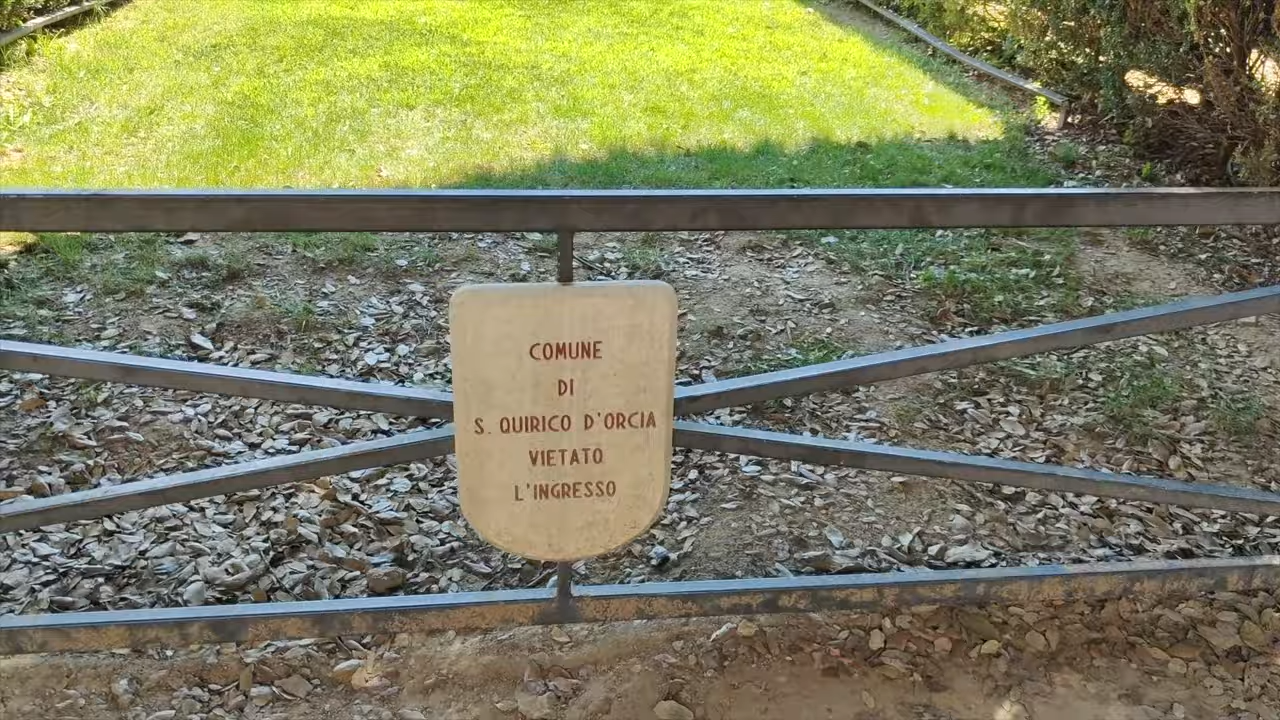 COMUNE
DI
S. QUIRICO D'ORCIA
VIETATO
L'INGRESSO